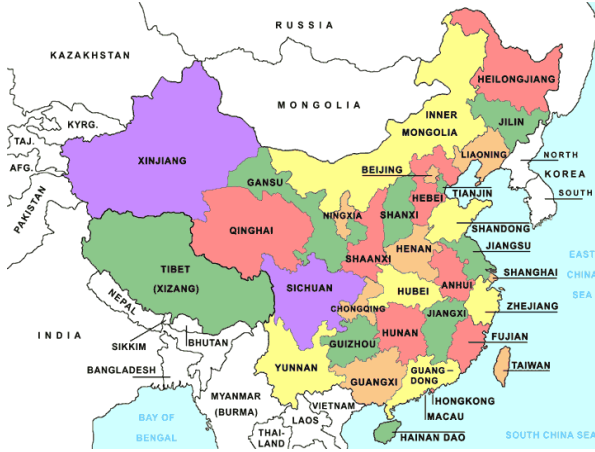 RUSSIA
KAZAKHSTAN
HEILONGJIANG
MONGOLIA
INNER
MONGOLIA
JILIN
KYRG.
TAJ.
XINJIANG
LIAONING
NORTH
AFG.
BEIJING
KOREA
GANSU
TIANJIN
SOUTH
HEBEI
PAKISTAN
NINGXIA
SHANXI
QINGHAI
SHANDONG
HENAN
JIANGSU
SHAANXI
EAST
CHINA
SEA
TIBET
(XIZANG)
SHANGHAI
SICHUAN
HUBEI
ANHUI
NEPAL
CHONGQING
ZHEJIANG
JIANGXI
INDIA
HUNAN
FUJIAN
SIKKIM
BHUTAN
GUIZHOU
BANGLADESH
YUNNAN
GUANG-
DONG
TAIWAN
GUANGXI
MYANMAR
(BURMA)
VIETNAM
HONGKONG
MACAU
LAOS
BAY OF
BENGAL
THAI-
LAND
HAINAN DAO
SOUTH CHINA SEA